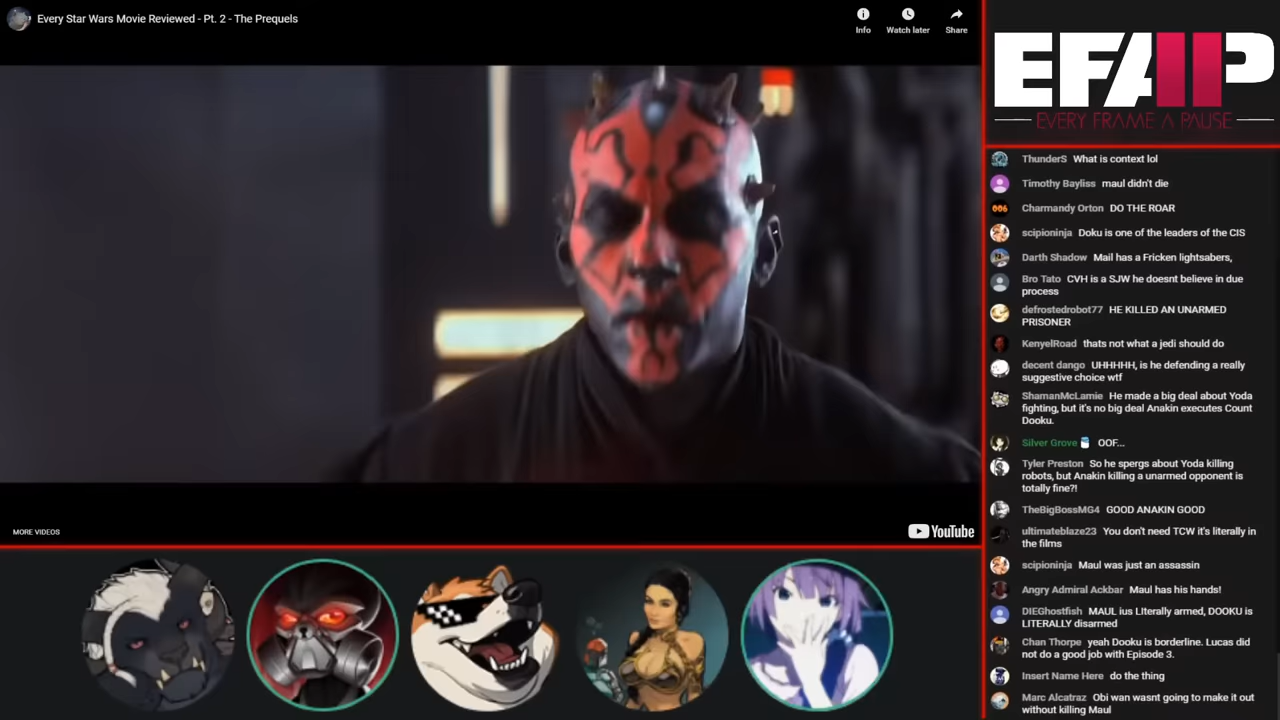 Every Star Wars Movie Reviewed - Pt. 2 - The Prequels
Info
Watch later
Share
MORE VIDEOS
YouTube
EFAP
EVERY FRAME A PAUSE
ThunderS What is context lol
Timothy Bayliss maul didn't die
006
Charmandy Orton DO THE ROAR
scipioninja Doku is one of the leaders of the CIS
Darth Shadow Mail has a Fricken lightsabers,
Bro Tato CVH is a SJW he doesnt believe in due
process
defrostedrobot77 HE KILLED AN UNARMED
PRISONER
KenyelRoad thats not what a jedi should do
decent dango UHHHHH, is he defending a really
suggestive choice wtf
ShamanMcLamie He made a big deal about Yoda
fighting, but it's no big deal Anakin executes Count
Dooku.
Silver Grove OOF...
Tyler Preston So he spergs about Yoda killing
robots, but Anakin killing a unarmed opponent is
totally fine?!
TheBigBossMG4 GOOD ANAKIN GOOD
ultimateblaze23 You don't need TCW it's literally in
the films
scipioninja Maul was just an assassin
Angry Admiral Ackbar Maul has his hands!
DIEGhostfish MAUL ius LIterally armed, DOOKU is
LITERALLY disarmed
Chan Thorpe yeah Dooku is borderline. Lucas did
not do a good job with Episode 3.
Insert Name Here do the thing
Marc Alcatraz Obi wan wasnt going to make it out
without killing Maul